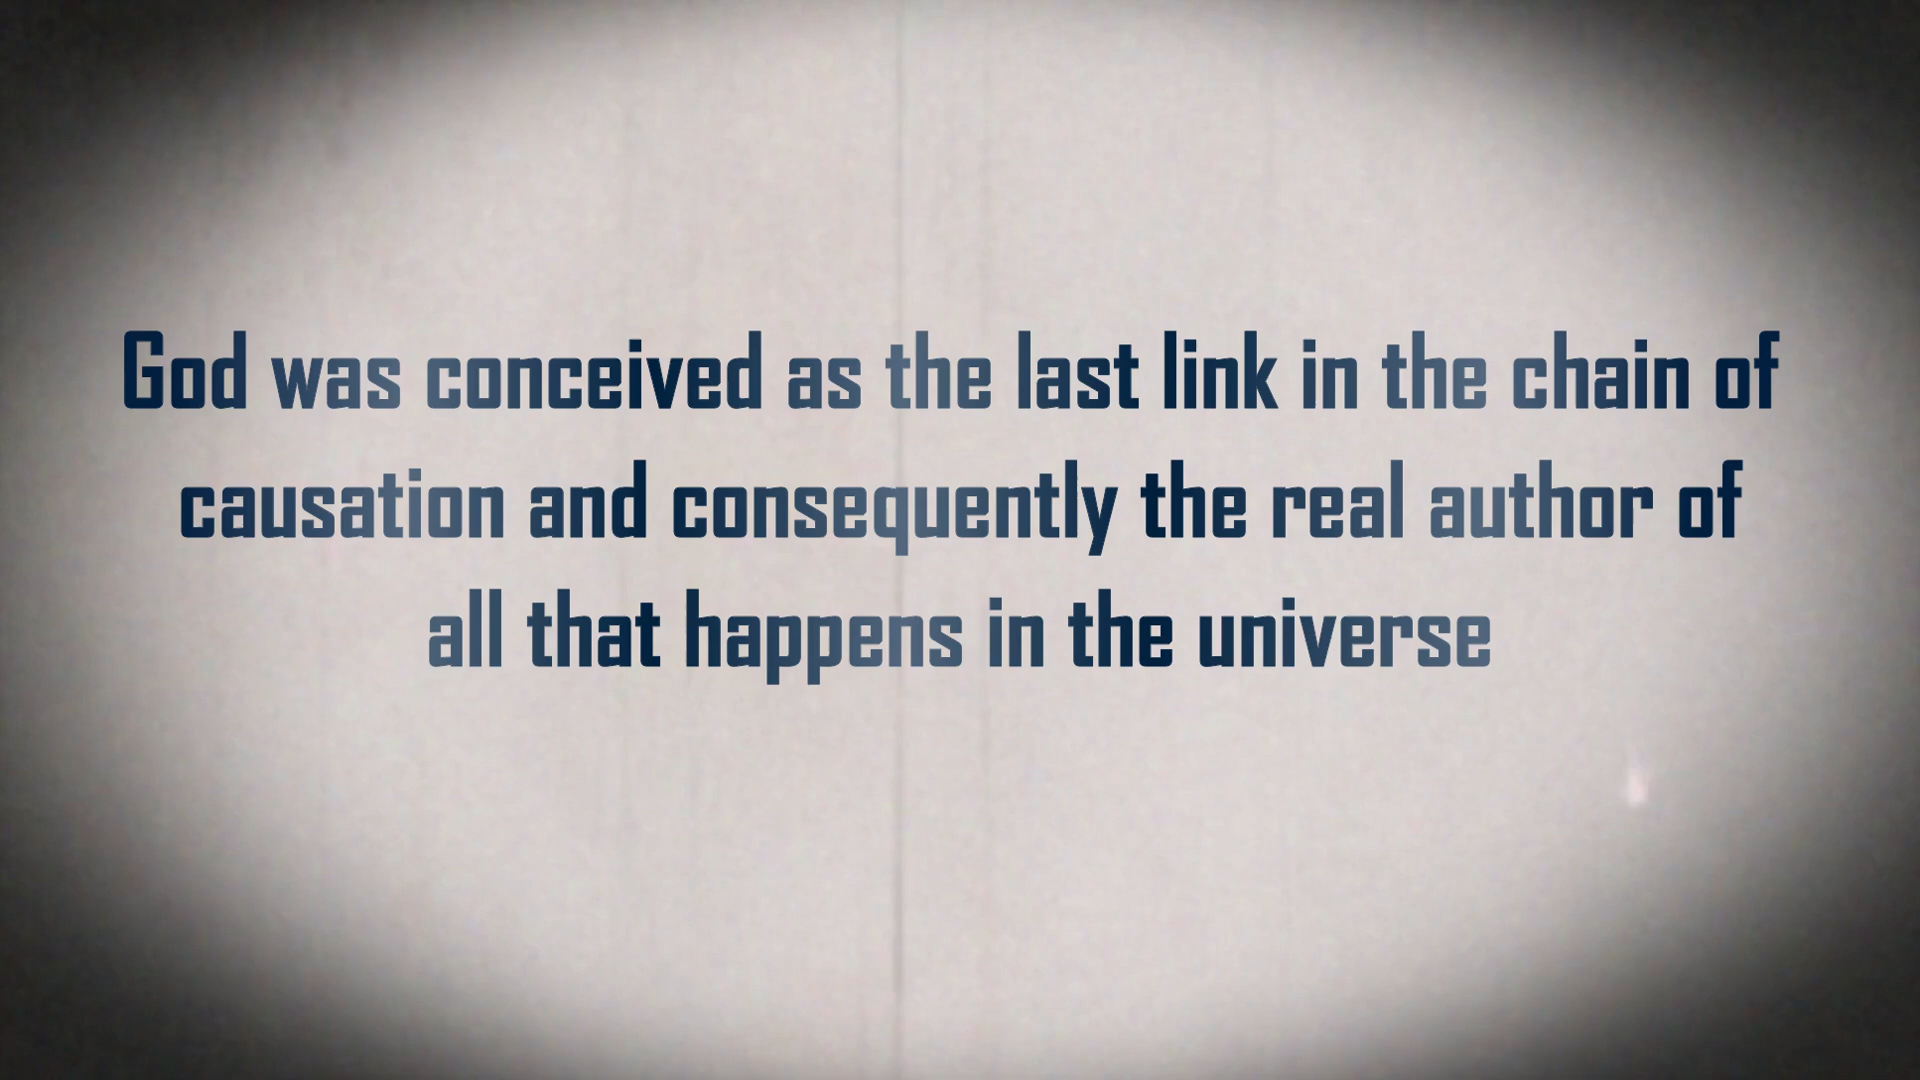 God was conceived as the last link in the chain of
causation and consequently the real author of
all that happens in the universe